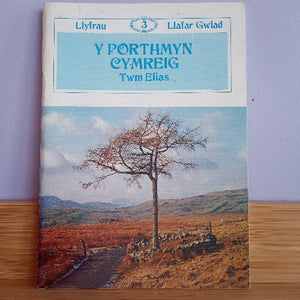 Llyfrau 3 Llafar Gwlad
Y PORTHMYN
CYMREIG
Twm Elias